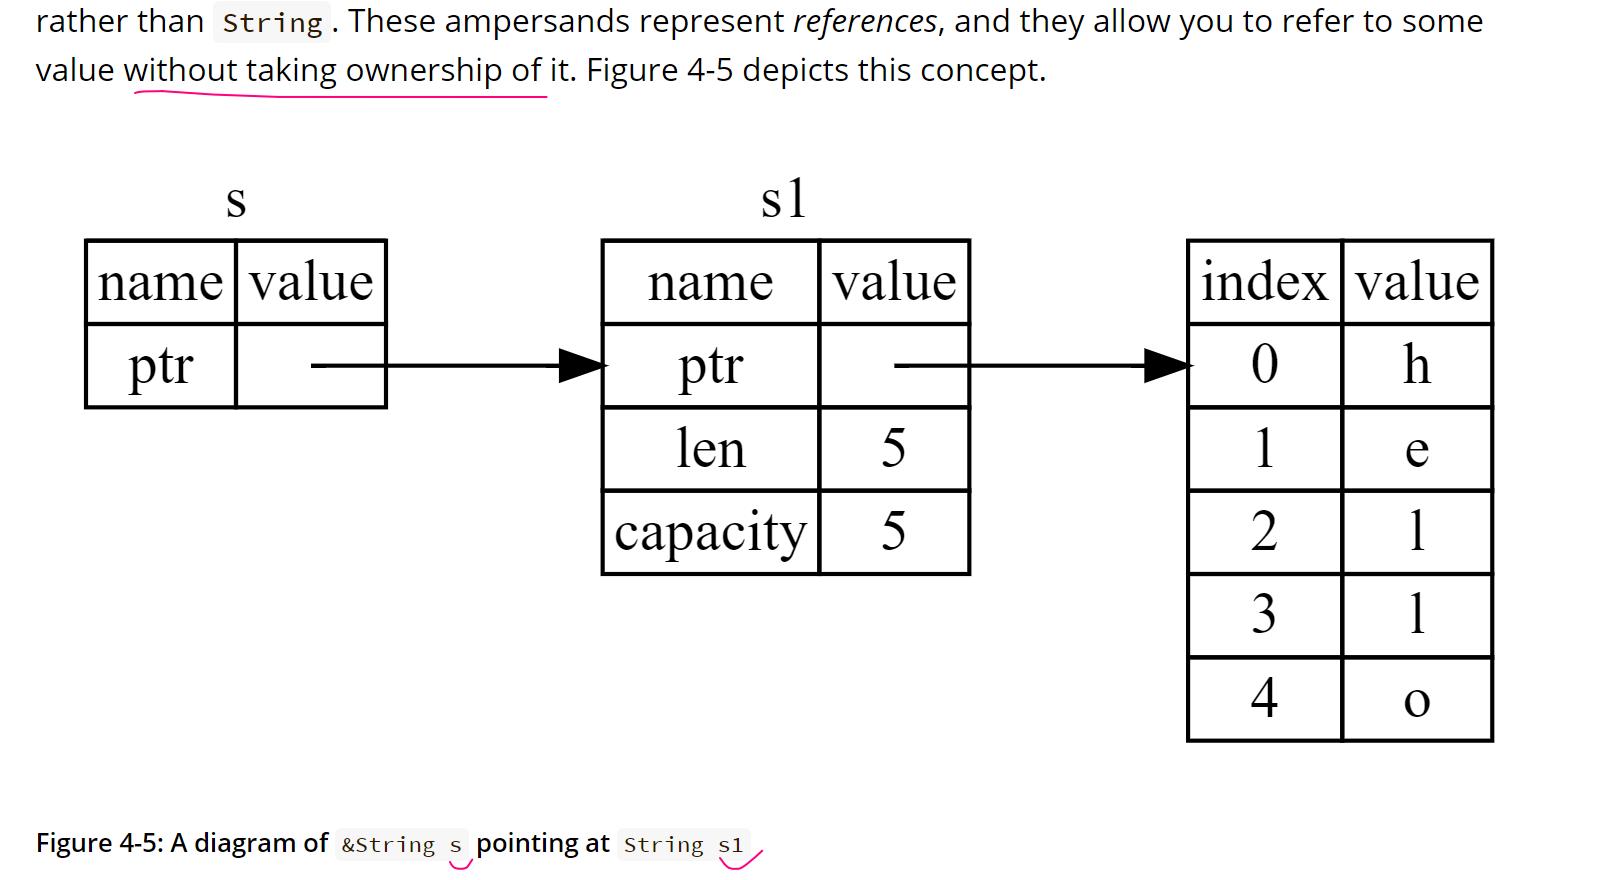 rather than String. These ampersands represent references, and they allow you to refer to some
value without taking ownership of it. Figure 4-5 depicts this concept.
s
name value
ptr
s1
name value
ptr
len 5
capacity 5
index value
0 h
1 e
2 l
3 l
4 o
Figure 4-5: A diagram of &String s pointing at String s1